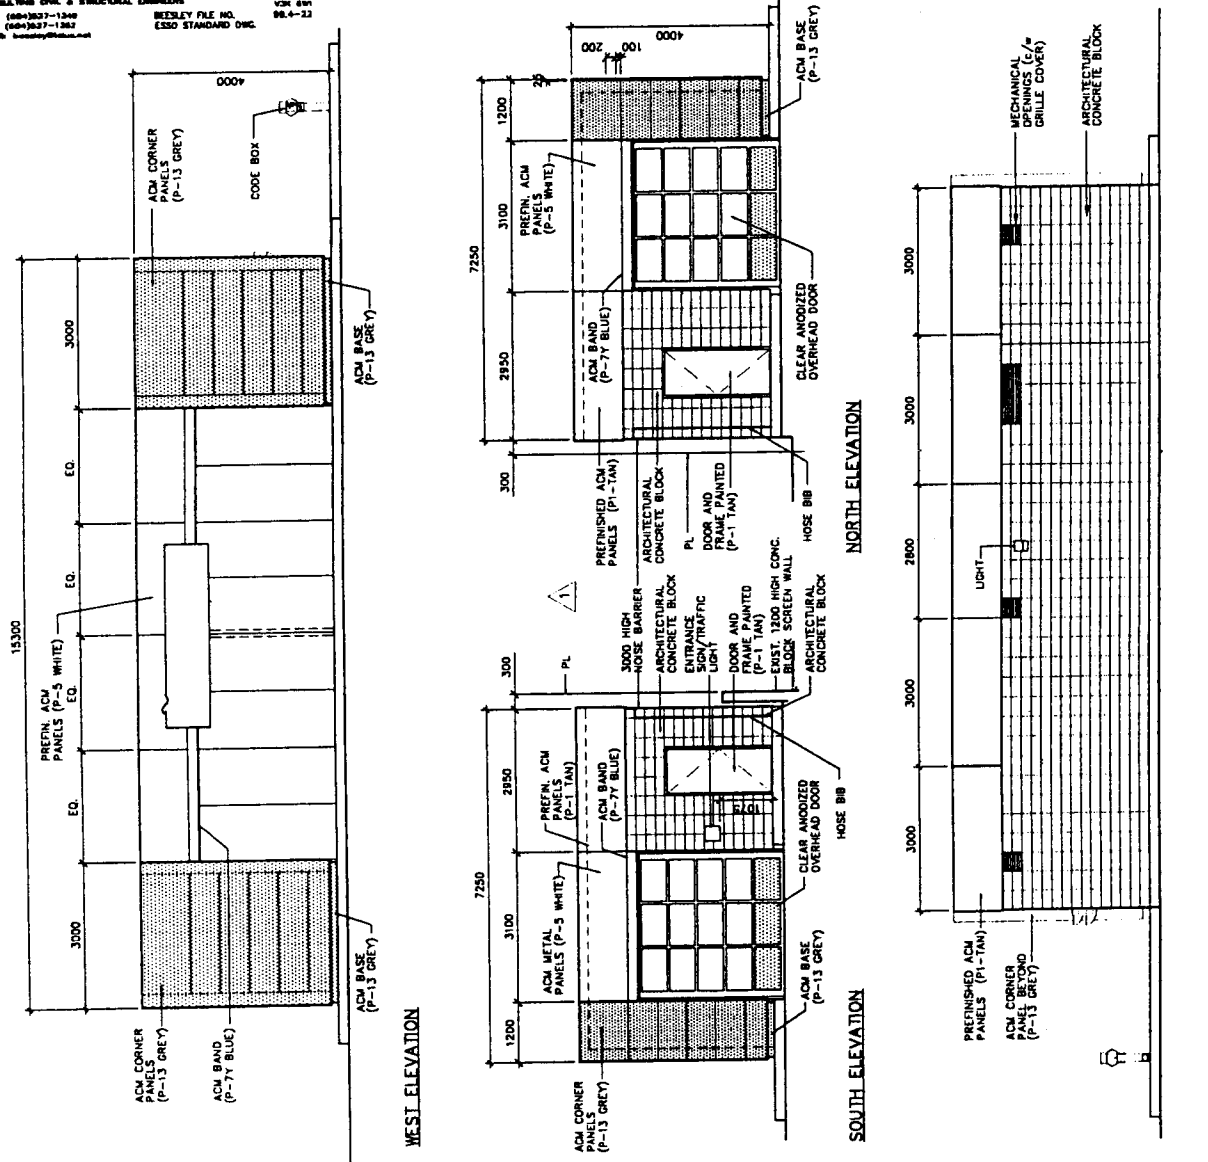 (604)527-1249
(604)527-1362
BEESLEY FILE NO.
ESSO STANDARD DWG.
98.4-22
15300
3000
EQ.
EQ.
EQ.
EQ.
3000
4000
PREFIN. ACM
PANELS (P-5 WHITE)
ACM CORNER
PANELS
(P-13 GREY)
CODE BOX
ACM BASE
(P-13 GREY)
ACM CORNER
PANELS
(P-13 GREY)
ACM BAND
(P-7Y BLUE)
ACM BASE
(P-13 GREY)
WEST ELEVATION
7250
300
2950
3100
1200
25
200
100
4000
PREFIN. ACM
PANELS
(P-5 WHITE)
ACM BASE
(P-13 GREY)
ACM BAND
(P-7Y BLUE)
CLEAR ANODIZED
OVERHEAD DOOR
PREFINISHED ACM
PANELS (P1-TAN)
ARCHITECTURAL
CONCRETE BLOCK
PL
DOOR AND
FRAME PAINTED
(P-1 TAN)
HOSE BIB
NORTH ELEVATION
1
7250
1200
3100
2950
300
PL
3000 HIGH
NOISE BARRIER
ARCHITECTURAL
CONCRETE BLOCK
ENTRANCE
SIGN/TRAFFIC
LIGHT
DOOR AND
FRAME PAINTED
(P-1 TAN)
EXIST. 1200 HIGH CONC.
BLOCK SCREEN WALL
ARCHITECTURAL
CONCRETE BLOCK
PREFIN. ACM
PANELS
(P-1 TAN)
ACM BAND
(P-7Y BLUE)
ACM METAL
PANELS (P-5 WHITE)
1075
HOSE BIB
CLEAR ANODIZED
OVERHEAD DOOR
ACM BASE
(P-13 GREY)
ACM CORNER
PANELS
(P-13 GREY)
SOUTH ELEVATION
3000
3000
2800
3000
3000
MECHANICAL
OPENINGS (c/w
GRILLE COVER)
ARCHITECTURAL
CONCRETE BLOCK
LIGHT
PREFINISHED ACM
PANELS (P1-TAN)
ACM CORNER
PANEL BEYOND
(P-13 GREY)